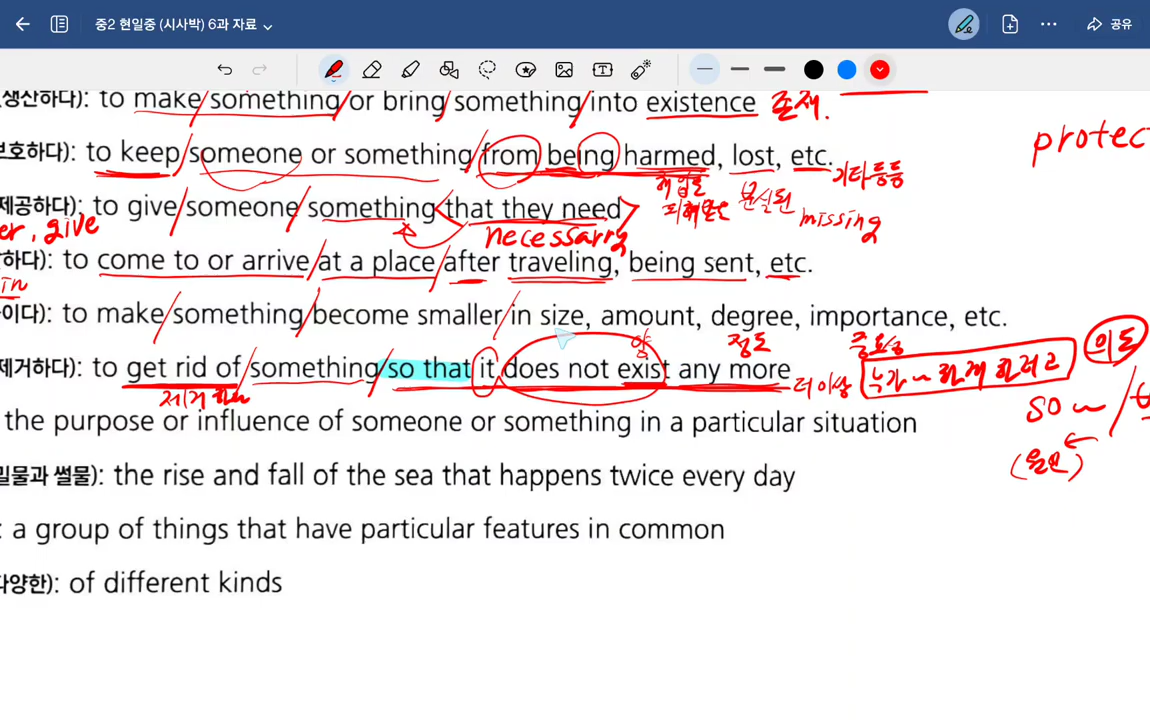 중2 현일중 (시사박) 6과 자료
공유
생산하다): to make something or bring something into existence 존재.
protec
보호하다): to keep someone or something from being harmed, lost, etc. 기타등등
해업을 분실된
missing
제공하다): to give someone something that they need
er, give necessarry
하다): to come to or arrive at a place after traveling, being sent, etc.
in
이다): to make something become smaller in size, amount, degree, importance, etc.
양 정도 중요성 의도
제거하다): to get rid of something so that it does not exist any more 더 이상 누가~하게 하려고
제거 하다
so ~
the purpose or influence of someone or something in a particular situation
(원인)
밀물과 썰물): the rise and fall of the sea that happens twice every day
: a group of things that have particular features in common
다양한): of different kinds